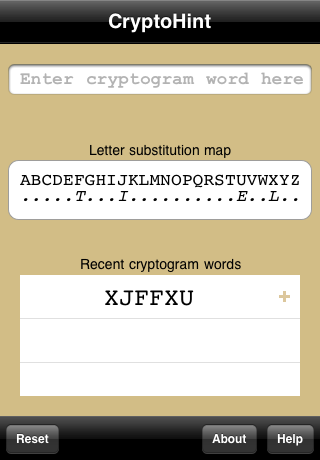 CryptoHint
Enter cryptogram word here
Letter substitution map
ABCDEFGHIJKLMNOPQRSTUVWXYZ
.....T...I..........E..L..
Recent cryptogram words
XJFFXU +
Reset About Help